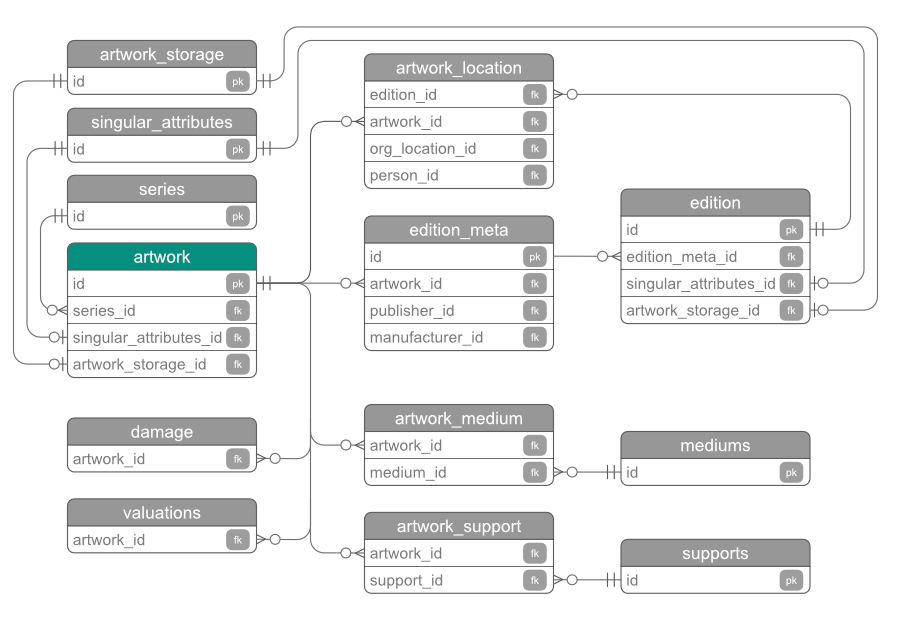 artwork_storage
id pk
singular_attributes
id pk
series
id pk
artwork
id pk
series_id fk
singular_attributes_id fk
artwork_storage_id fk
damage
artwork_id fk
valuations
artwork_id fk
artwork_location
edition_id fk
artwork_id fk
org_location_id fk
person_id fk
edition_meta
id pk
artwork_id fk
publisher_id fk
manufacturer_id fk
artwork_medium
artwork_id fk
medium_id fk
artwork_support
artwork_id fk
support_id fk
edition
id pk
edition_meta_id fk
singular_attributes_id fk
artwork_storage_id fk
mediums
id pk
supports
id pk